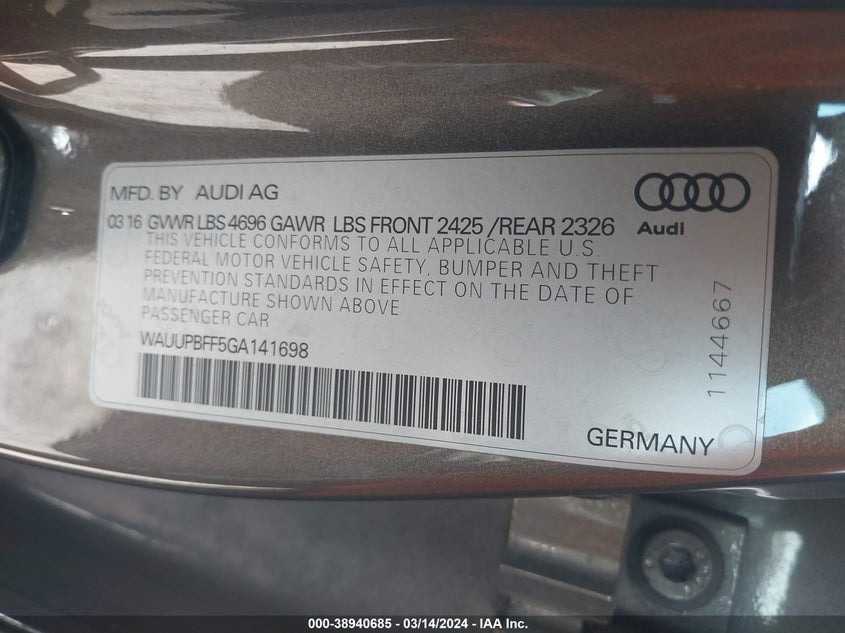 MFD. BY AUDI AG
Audi
03 16 GVWR LBS 4696 GAWR LBS FRONT 2425 /REAR 2326
THIS VEHICLE CONFORMS TO ALL APPLICABLE U.S.
FEDERAL MOTOR VEHICLE SAFETY, BUMPER AND THEFT
PREVENTION STANDARDS IN EFFECT ON THE DATE OF
MANUFACTURE SHOWN ABOVE
PASSENGER CAR
WAUUPBFF5GA141698
1144667
GERMANY
000-38940685 - 03/14/2024 - IAA Inc.